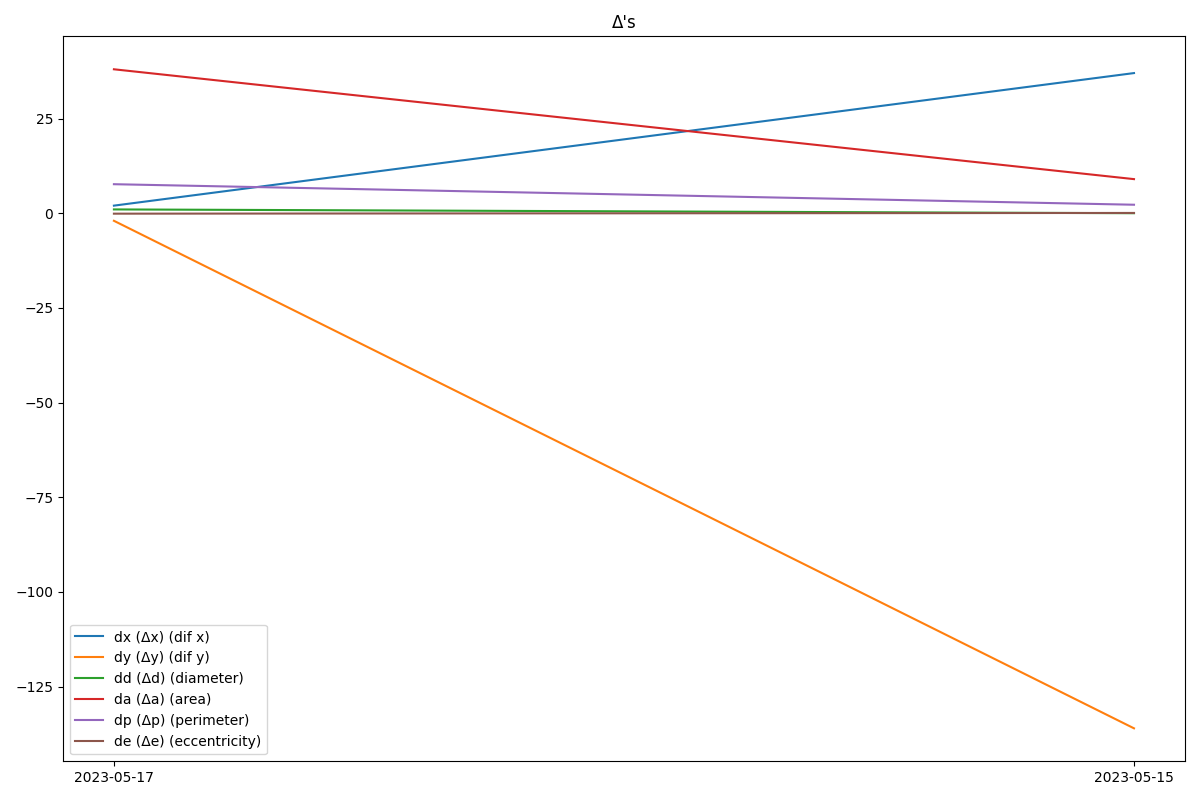 Δ's
25
0
−25
−50
−75
−100
−125
dx (Δx) (dif x)
dy (Δy) (dif y)
dd (Δd) (diameter)
da (Δa) (area)
dp (Δp) (perimeter)
de (Δe) (eccentricity)
2023-05-17 2023-05-15